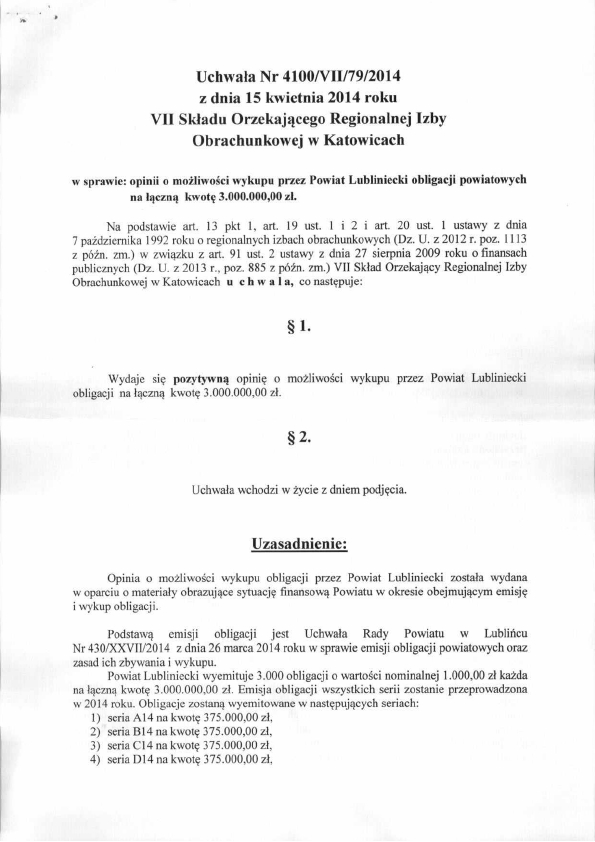 Uchwała Nr 4100/VII/79/2014
z dnia 15 kwietnia 2014 roku
VII Składu Orzekającego Regionalnej Izby
Obrachunkowej w Katowicach
w sprawie: opinii o możliwości wykupu przez Powiat Lubliniecki obligacji powiatowych
na łączną kwotę 3.000.000,00 zł.
Na podstawie art. 13 pkt 1, art. 19 ust. 1 i 2 i art. 20 ust. 1 ustawy z dnia
7 października 1992 roku o regionalnych izbach obrachunkowych (Dz. U. z 2012 r. poz. 1113
z późn. zm.) w związku z art. 91 ust. 2 ustawy z dnia 27 sierpnia 2009 roku o finansach
publicznych (Dz. U. z 2013 r., poz. 885 z późn. zm.) VII Skład Orzekający Regionalnej Izby
Obrachunkowej w Katowicach u c h w a l a, co następuje:
§ 1.
Wydaje się pozytywną opinię o możliwości wykupu przez Powiat Lubliniecki
obligacji na łączną kwotę 3.000.000,00 zł.
§ 2.
Uchwała wchodzi w życie z dniem podjęcia.
Uzasadnienie:
Opinia o możliwości wykupu obligacji przez Powiat Lubliniecki została wydana
w oparciu o materiały obrazujące sytuację finansową Powiatu w okresie obejmującym emisję
i wykup obligacji.
Podstawą emisji obligacji jest Uchwała Rady Powiatu w Lublińcu
Nr 430/XXVII/2014 z dnia 26 marca 2014 roku w sprawie emisji obligacji powiatowych oraz
zasad ich zbywania i wykupu.
Powiat Lubliniecki wyemituje 3.000 obligacji o wartości nominalnej 1.000,00 zł każda
na łączną kwotę 3.000.000,00 zł. Emisja obligacji wszystkich serii zostanie przeprowadzona
w 2014 roku. Obligacje zostaną wyemitowane w następujących seriach:
1) seria A14 na kwotę 375.000,00 zł,
2) seria B14 na kwotę 375.000,00 zł,
3) seria C14 na kwotę 375.000,00 zł,
4) seria D14 na kwotę 375.000,00 zł,